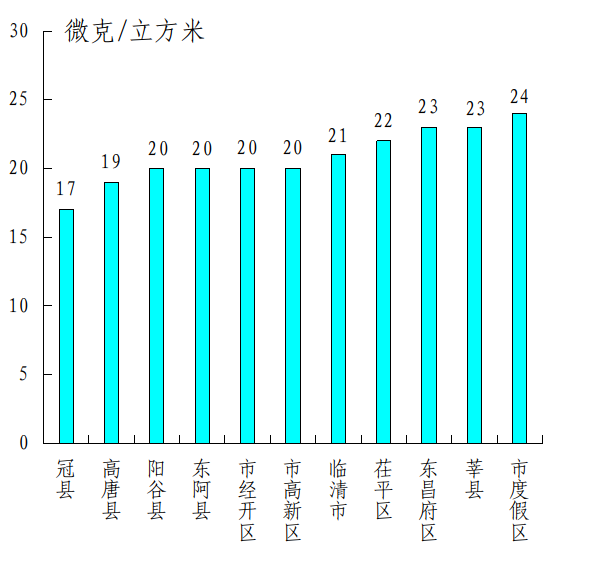 微克/立方米
30
25
20
15
10
5
0
17
19
20
20
20
20
21
22
23
23
24
冠县
高唐县
阳谷县
东阿县
市经开区
市高新区
临清市
茌平区
东昌府区
莘县
市度假区